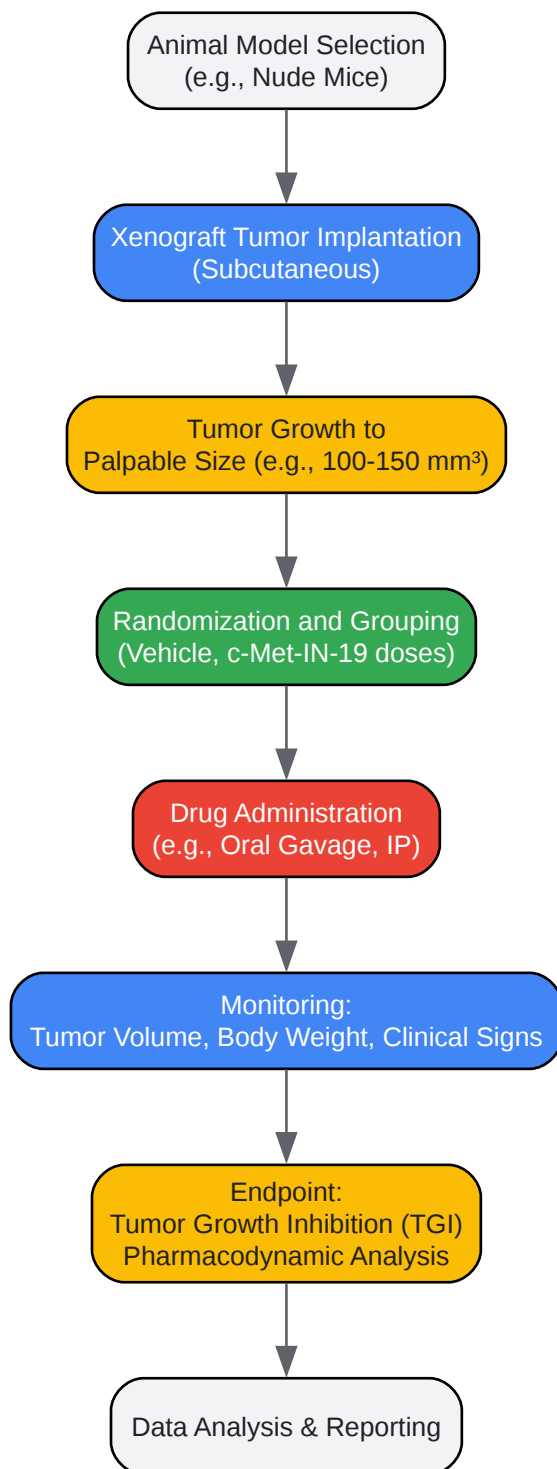 Animal Model Selection
(e.g., Nude Mice)
Xenograft Tumor Implantation
(Subcutaneous)
Tumor Growth to
Palpable Size (e.g., 100-150 mm³)
Randomization and Grouping
(Vehicle, c-Met-IN-19 doses)
Drug Administration
(e.g., Oral Gavage, IP)
Monitoring:
Tumor Volume, Body Weight, Clinical Signs
Endpoint:
Tumor Growth Inhibition (TGI)
Pharmacodynamic Analysis
Data Analysis & Reporting